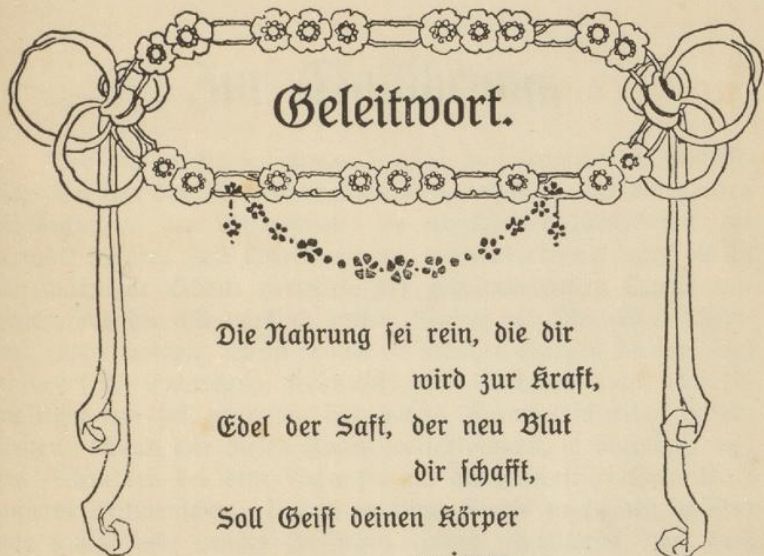 Geleitwort.
Die Nahrung sei rein, die dir
wird zur Kraft,
Edel der Saft, der neu Blut
dir schafft,
Soll Geist deinen Körper